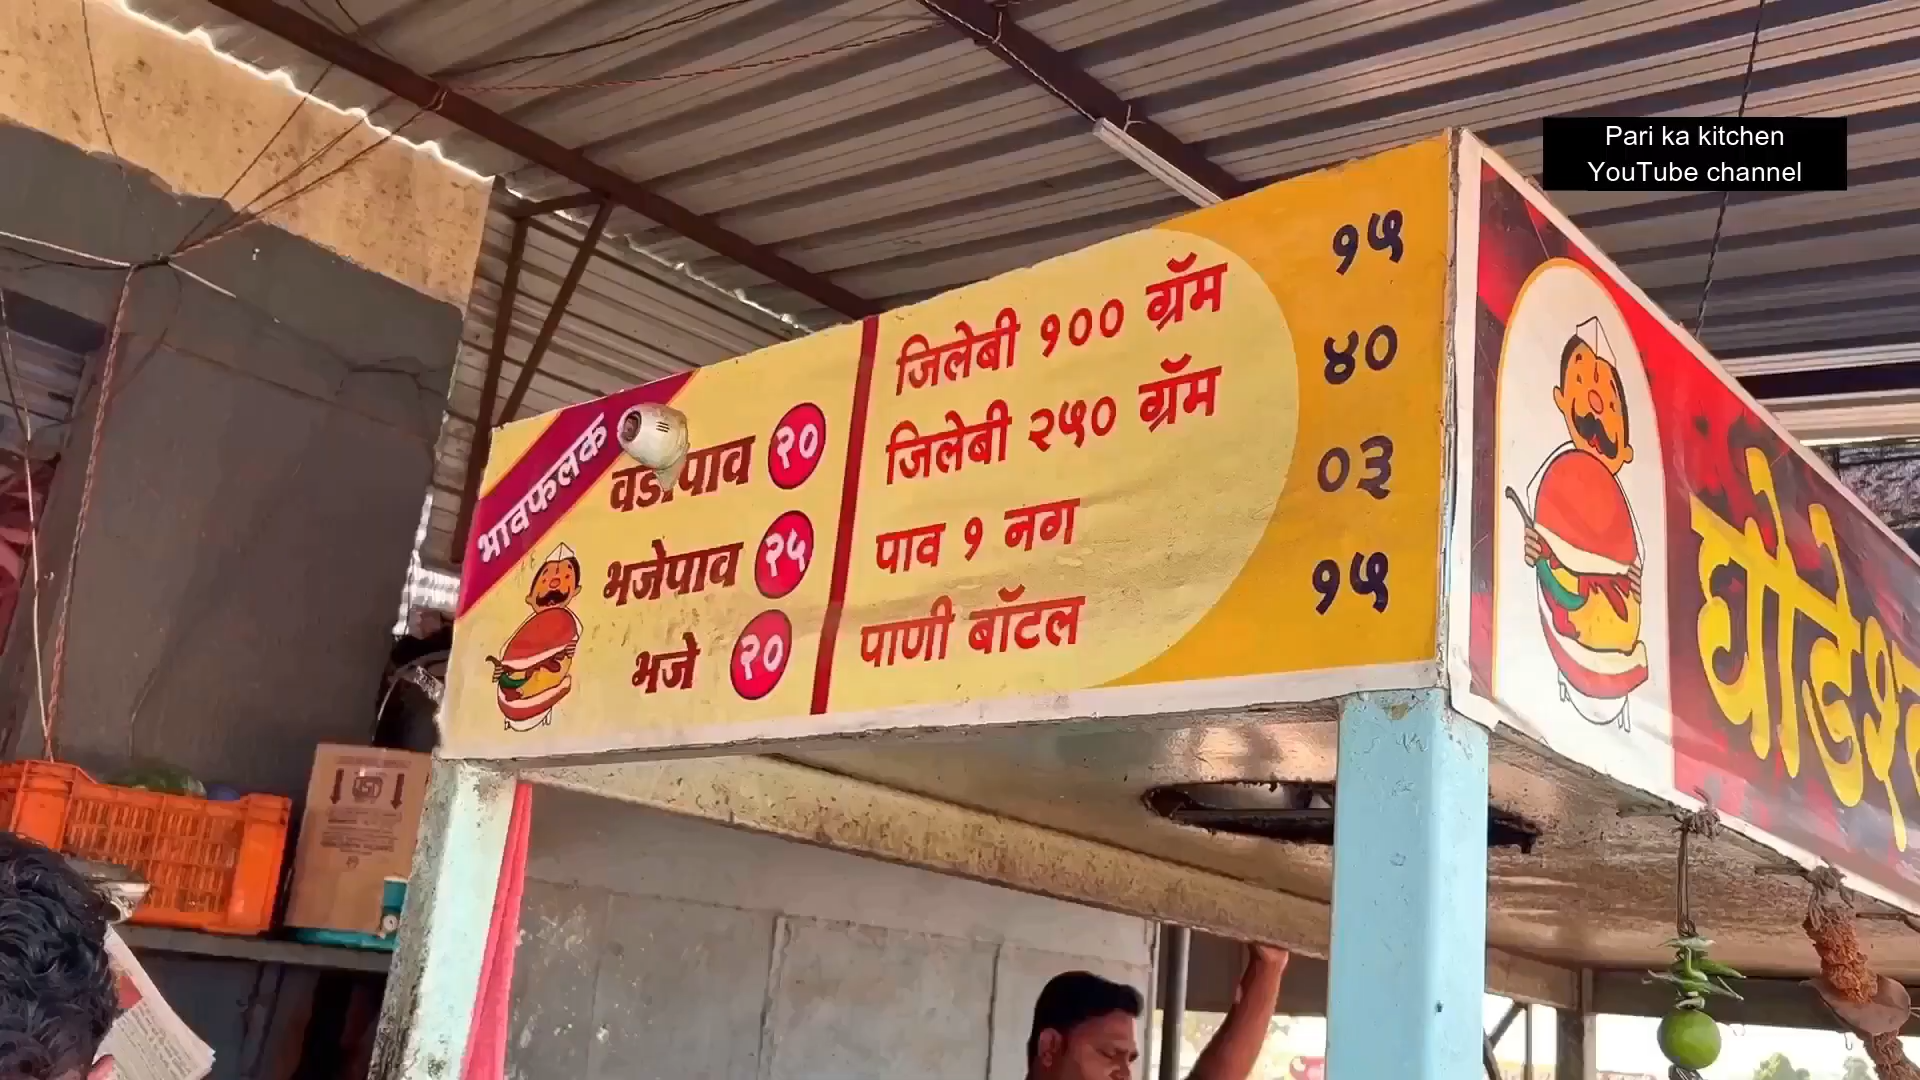 Pari ka kitchen
YouTube channel
भावफलक
वडापाव २०
भजेपाव २५
भजे २०
जिलेबी १०० ग्रॅम १५
जिलेबी २५० ग्रॅम ४०
पाव १ नग ०३
पाणी बॉटल १५